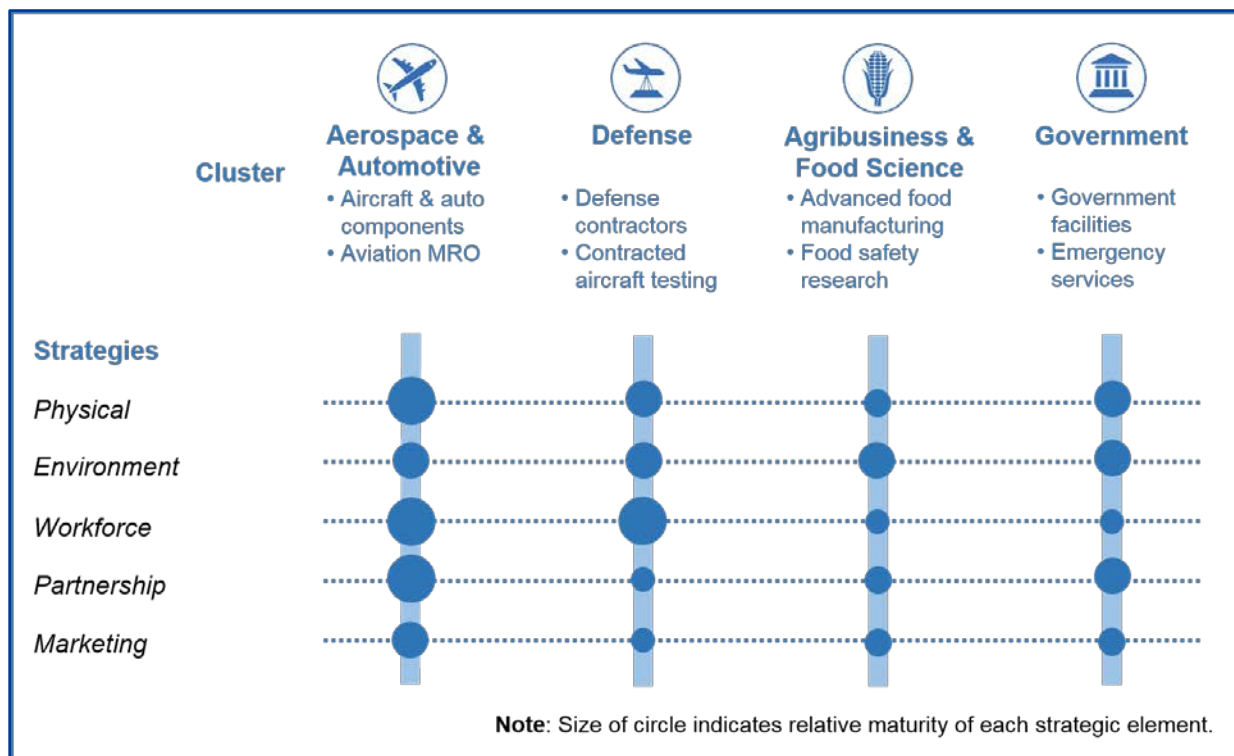 Cluster
Aerospace &
Automotive
• Aircraft & auto
components
• Aviation MRO
Defense
• Defense
contractors
• Contracted
aircraft testing
Agribusiness &
Food Science
• Advanced food
manufacturing
• Food safety
research
Government
• Government
facilities
• Emergency
services
Strategies
Physical
Environment
Workforce
Partnership
Marketing
Note: Size of circle indicates relative maturity of each strategic element.